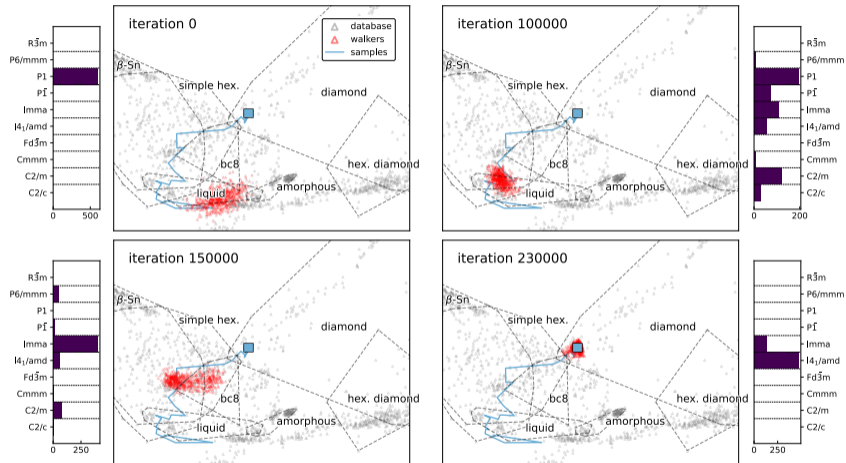 iteration 0
database
walkers
samples
R3̄m
P6/mmm
P1
P1̄
Imma
I4₁/amd
Fd3̄m
Cmmm
C2/m
C2/c
0 500
β-Sn
simple hex.
diamond
bc8
hex. diamond
liquid
amorphous
iteration 100000
β-Sn
simple hex.
diamond
bc8
hex. diamond
liquid
amorphous
R3̄m
P6/mmm
P1
P1̄
Imma
I4₁/amd
Fd3̄m
Cmmm
C2/m
C2/c
0 200
iteration 150000
R3̄m
P6/mmm
P1
P1̄
Imma
I4₁/amd
Fd3̄m
Cmmm
C2/m
C2/c
0 250
β-Sn
simple hex.
diamond
bc8
hex. diamond
liquid
amorphous
iteration 230000
β-Sn
simple hex.
diamond
bc8
hex. diamond
liquid
amorphous
R3̄m
P6/mmm
P1
P1̄
Imma
I4₁/amd
Fd3̄m
Cmmm
C2/m
C2/c
0 250